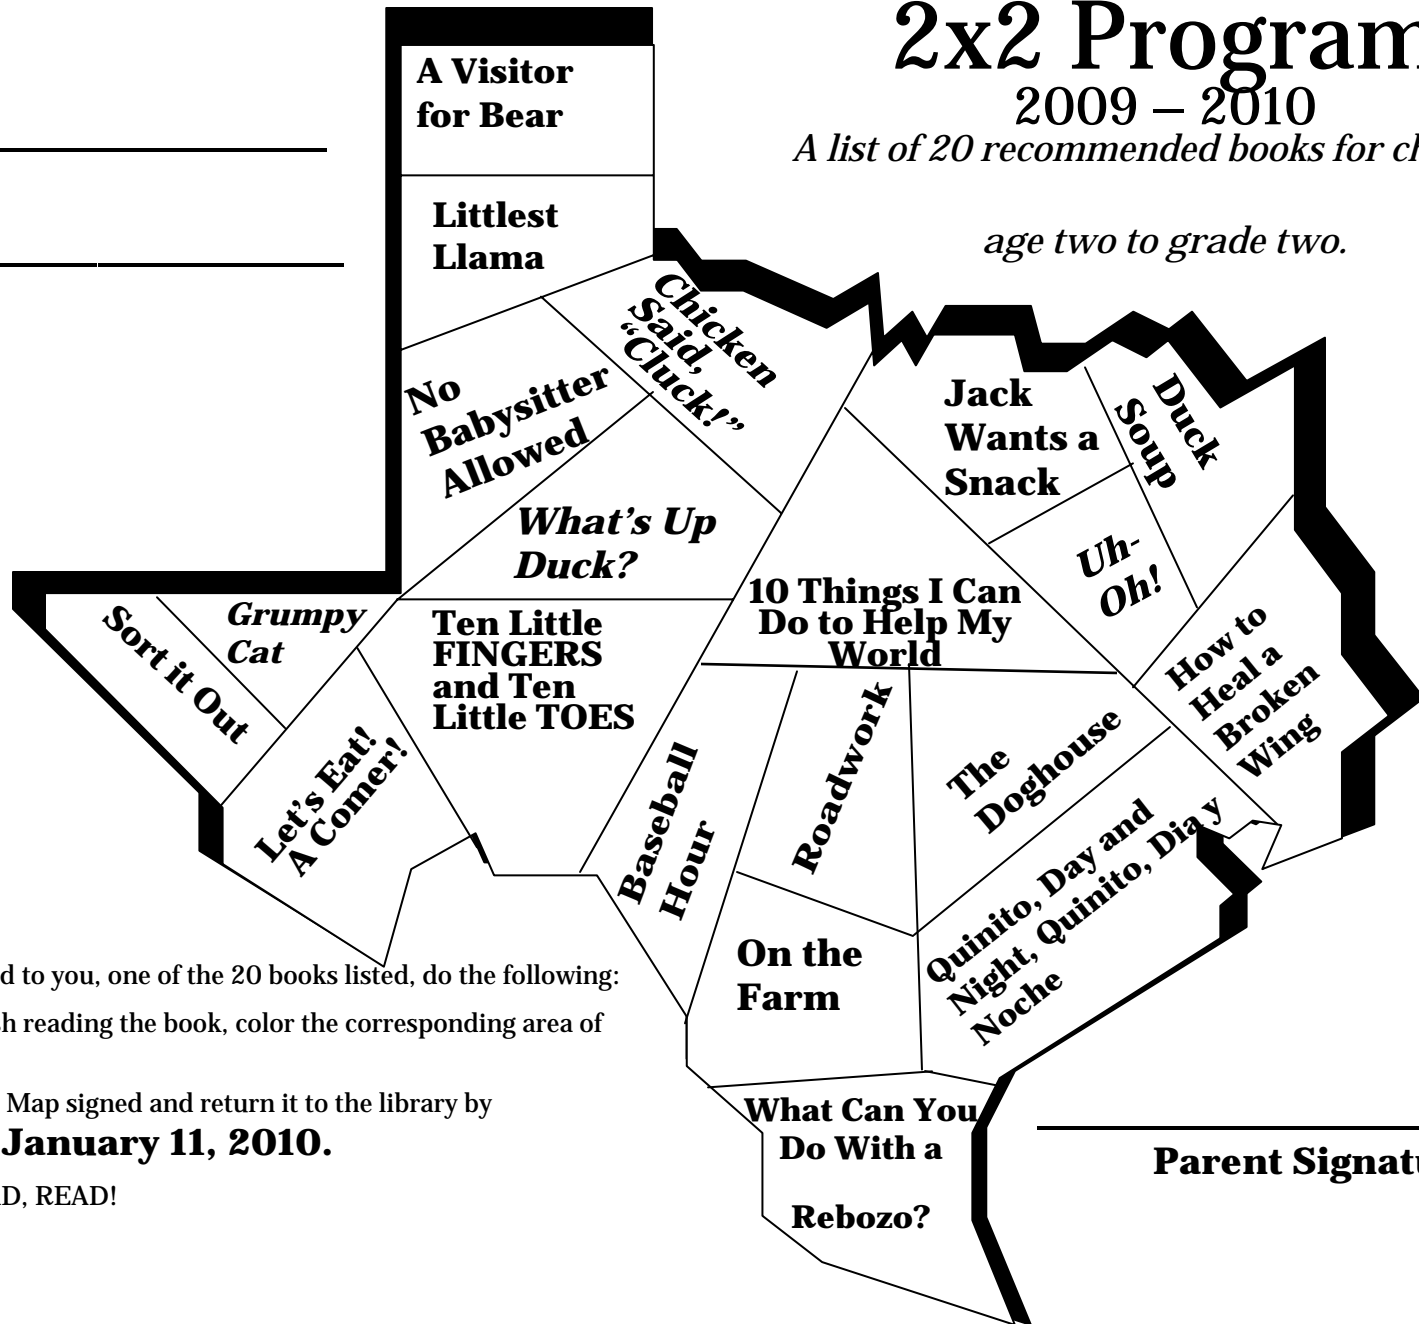 2x2 Program
2009 – 2010
A list of 20 recommended books for ch
age two to grade two.
A Visitor
for Bear
Littlest
Llama
Chicken
Said,
“Cluck!”
No
Babysitter
Allowed
What’s Up
Duck?
Jack
Wants a
Snack
Duck
Soup
Uh-
Oh!
10 Things I Can
Do to Help My
World
How to
Heal a
Broken
Wing
Sort it Out
Grumpy
Cat
Ten Little
FINGERS
and Ten
Little TOES
Let’s Eat!
A Comer!
Baseball
Hour
Roadwork
The
Doghouse
Quinito, Day and
Night, Quinito, Dia y
Noche
On the
Farm
What Can You
Do With a
Rebozo?
d to you, one of the 20 books listed, do the following:
h reading the book, color the corresponding area of
Map signed and return it to the library by
January 11, 2010.
D, READ!
Parent Signatu